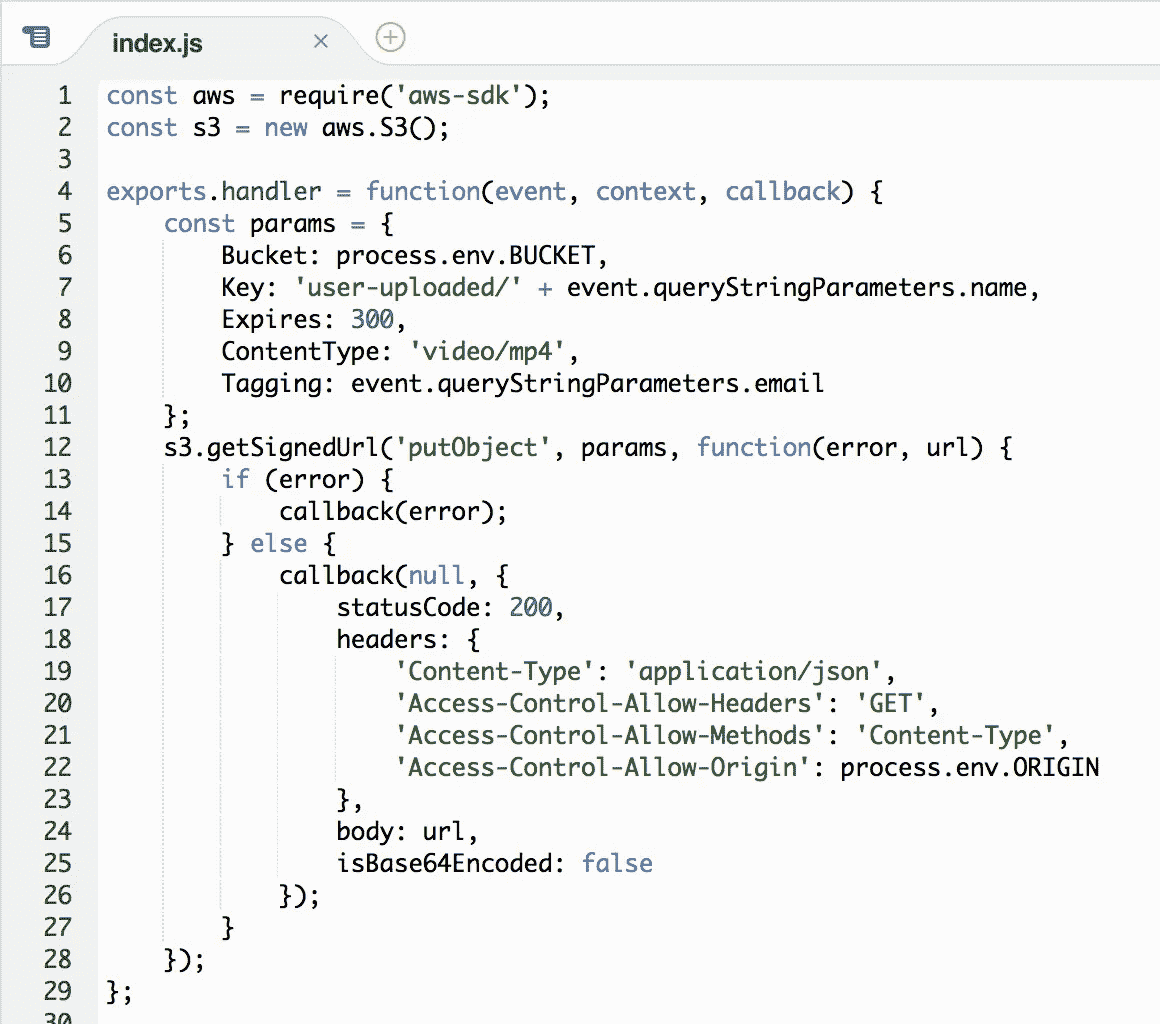 index.js
1 const aws = require('aws-sdk');
2 const s3 = new aws.S3();
3
4 exports.handler = function(event, context, callback) {
5     const params = {
6         Bucket: process.env.BUCKET,
7         Key: 'user-uploaded/' + event.queryStringParameters.name,
8         Expires: 300,
9         ContentType: 'video/mp4',
10         Tagging: event.queryStringParameters.email
11     };
12     s3.getSignedUrl('putObject', params, function(error, url) {
13         if (error) {
14             callback(error);
15         } else {
16             callback(null, {
17                 statusCode: 200,
18                 headers: {
19                     'Content-Type': 'application/json',
20                     'Access-Control-Allow-Headers': 'GET',
21                     'Access-Control-Allow-Methods': 'Content-Type',
22                     'Access-Control-Allow-Origin': process.env.ORIGIN
23                 },
24                 body: url,
25                 isBase64Encoded: false
26             });
27         }
28     });
29 };
30